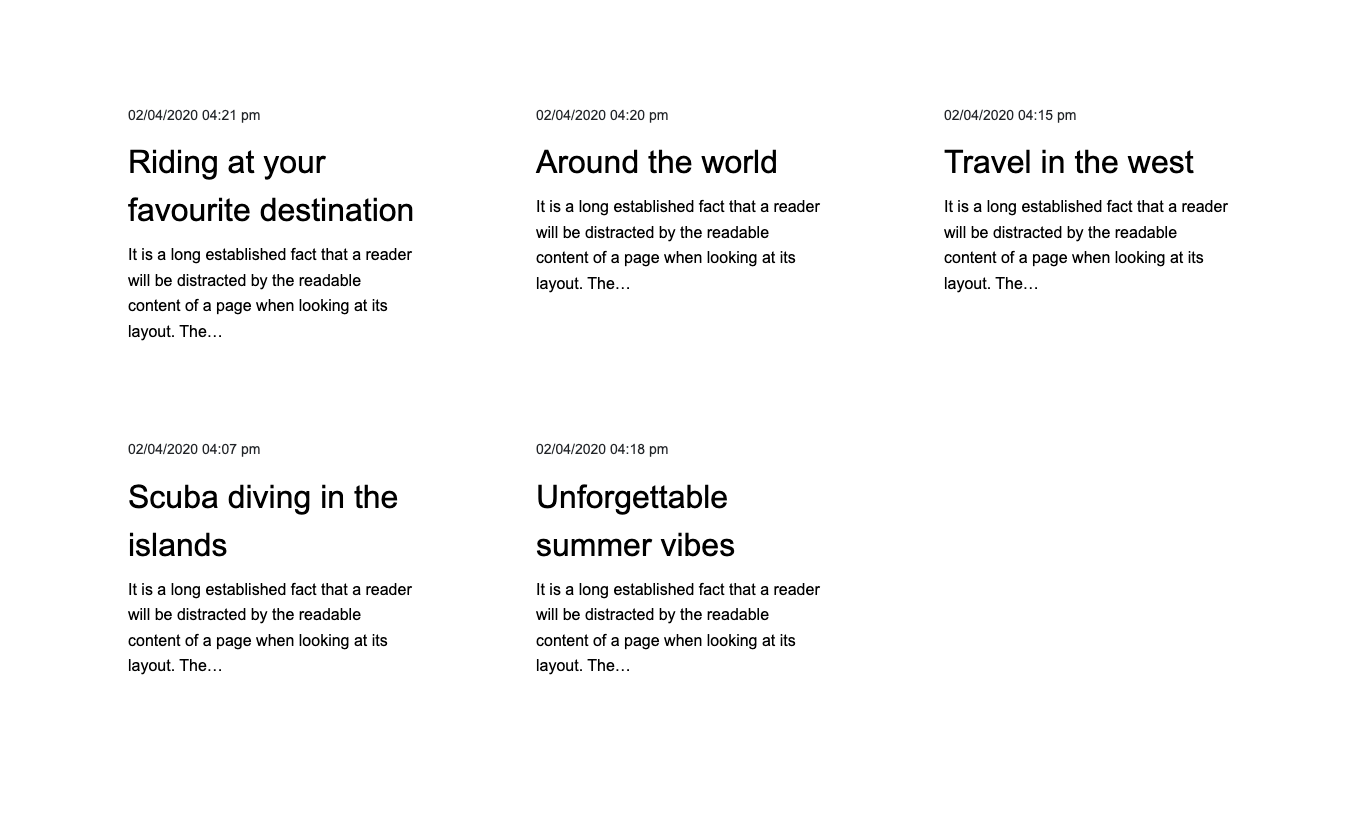 02/04/2020 04:21 pm
Riding at your
favourite destination
It is a long established fact that a reader
will be distracted by the readable
content of a page when looking at its
layout. The…
02/04/2020 04:20 pm
Around the world
It is a long established fact that a reader
will be distracted by the readable
content of a page when looking at its
layout. The…
02/04/2020 04:15 pm
Travel in the west
It is a long established fact that a reader
will be distracted by the readable
content of a page when looking at its
layout. The…
02/04/2020 04:07 pm
Scuba diving in the
islands
It is a long established fact that a reader
will be distracted by the readable
content of a page when looking at its
layout. The…
02/04/2020 04:18 pm
Unforgettable
summer vibes
It is a long established fact that a reader
will be distracted by the readable
content of a page when looking at its
layout. The…